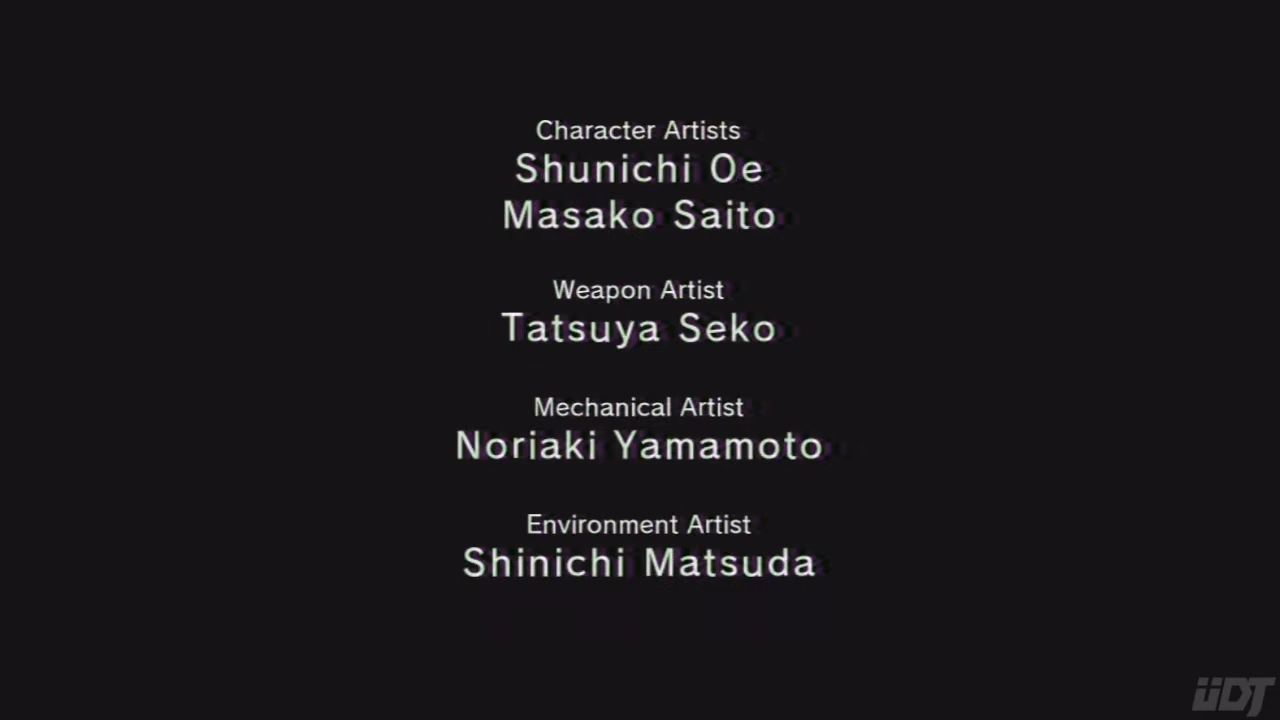 Character Artists
Shunichi Oe
Masako Saito
Weapon Artist
Tatsuya Seko
Mechanical Artist
Noriaki Yamamoto
Environment Artist
Shinichi Matsuda
iiDT